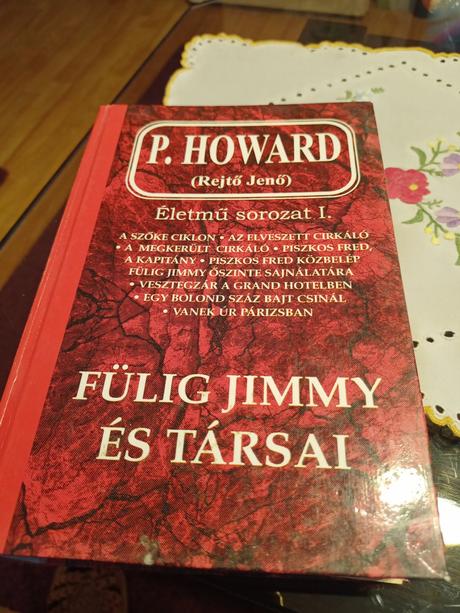 P. HOWARD
(Rejtő Jenő)
Életmű sorozat I.
A SZŐKE CIKLON • AZ ELVESZETT CIRKÁLÓ
• A MEGKERÜLT CIRKÁLÓ • PISZKOS FRED,
A KAPITÁNY • PISZKOS FRED KÖZBELÉP
FÜLIG JIMMY ŐSZINTE SAJNÁLATÁRA
• VESZTEGZÁR A GRAND HOTELBEN
• EGY BOLOND SZÁZ BAJT CSINÁL
• VANEK ÚR PÁRIZSBAN
FÜLIG JIMMY
ÉS TÁRSAI